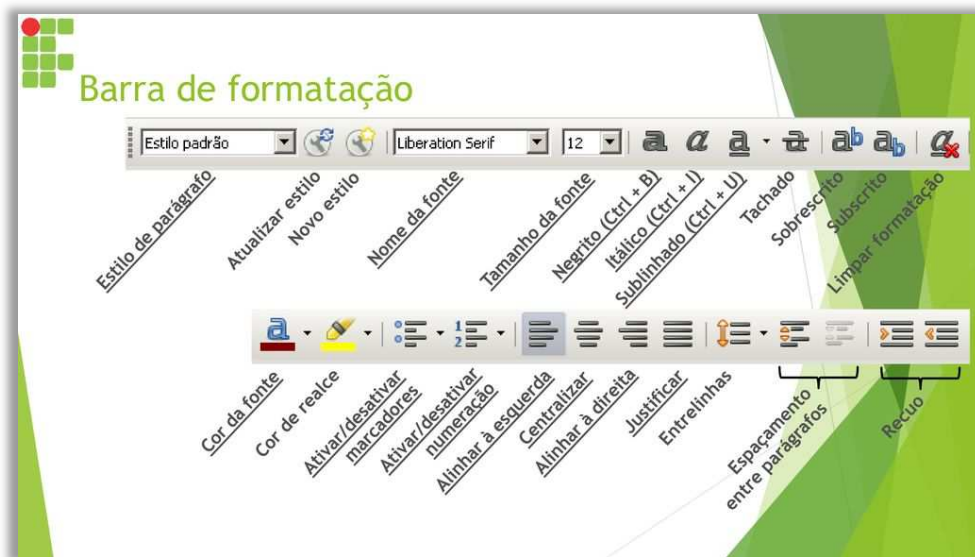 Barra de formatação
Estilo padrão
Liberation Serif
12
Estilo de parágrafo
Atualizar estilo
Novo estilo
Nome da fonte
Tamanho da fonte
Negrito (Ctrl + B)
Itálico (Ctrl + I)
Sublinhado (Ctrl + U)
Tachado
Sobrescrito
Subscrito
Limpar formatação
Cor da fonte
Cor de realce
Ativar/desativar
marcadores
Ativar/desativar
numeração
Alinhar à esquerda
Centralizar
Alinhar à direita
Justificar
Entrelinhas
Espaçamento
entre parágrafos
Recuo